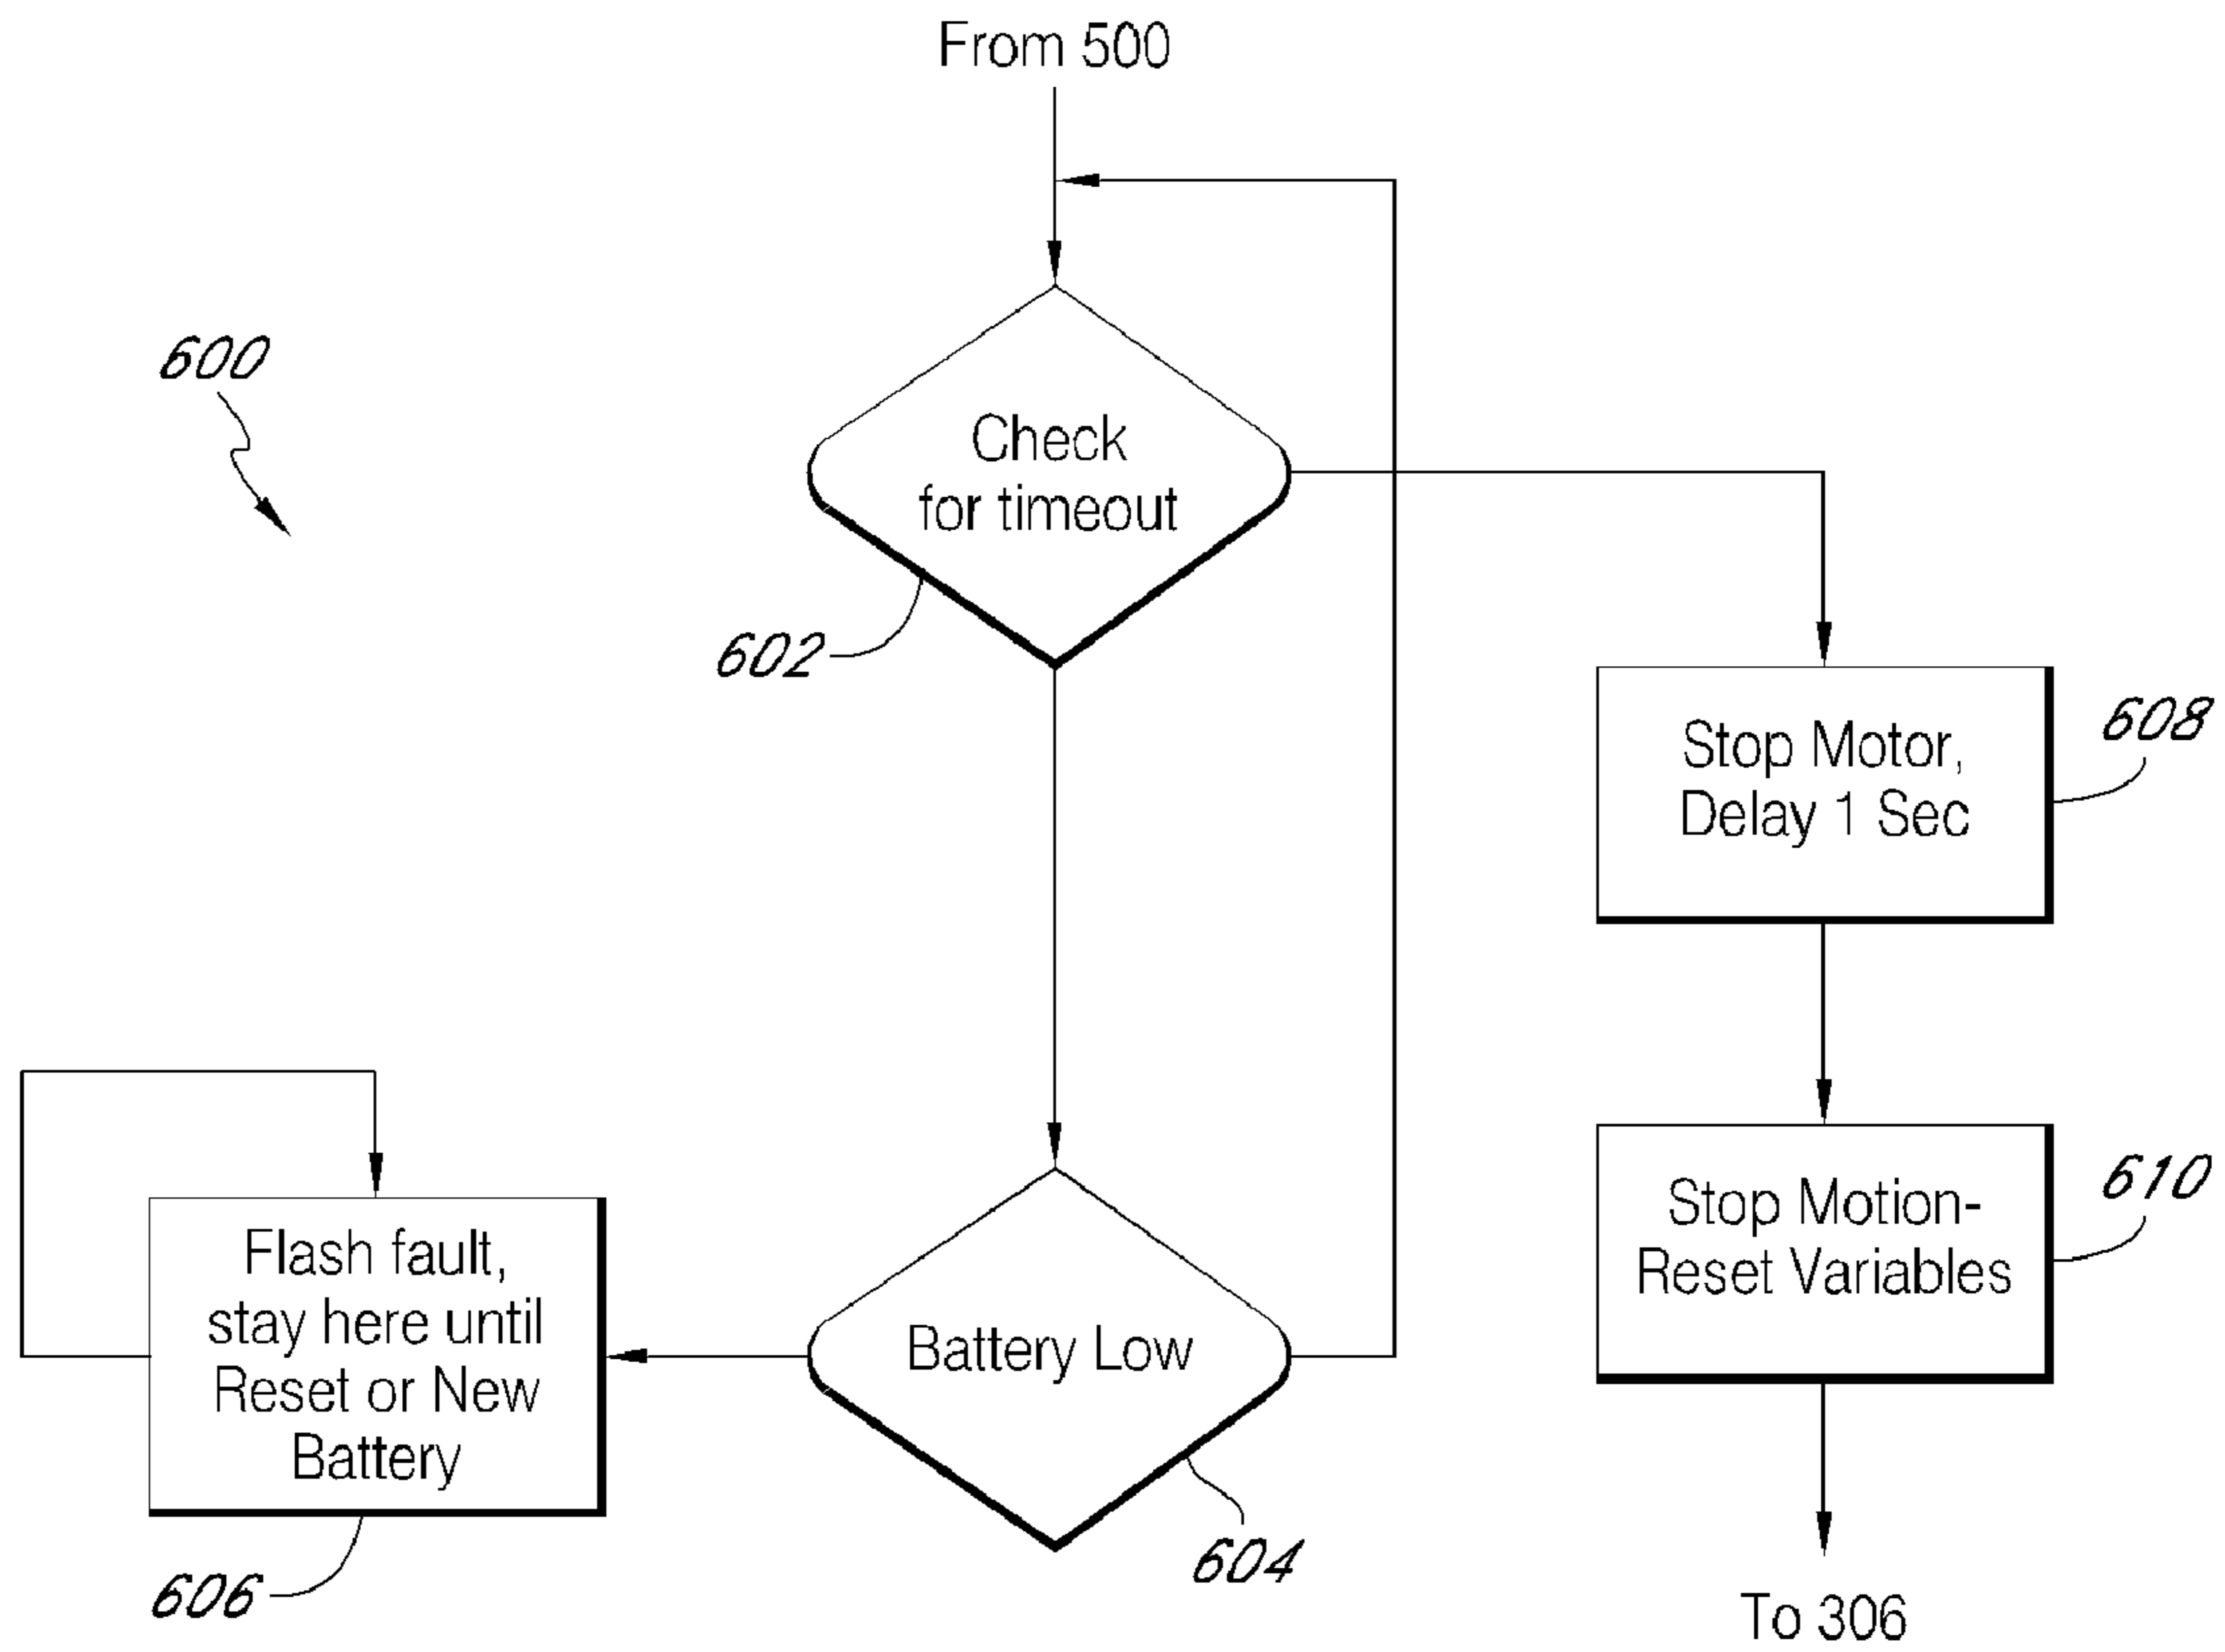 From 500
600
Check
for timeout
602
Stop Motor,
Delay 1 Sec
608
Stop Motion-
Reset Variables
610
Flash fault,
stay here until
Reset or New
Battery
606
Battery Low
604
To 306